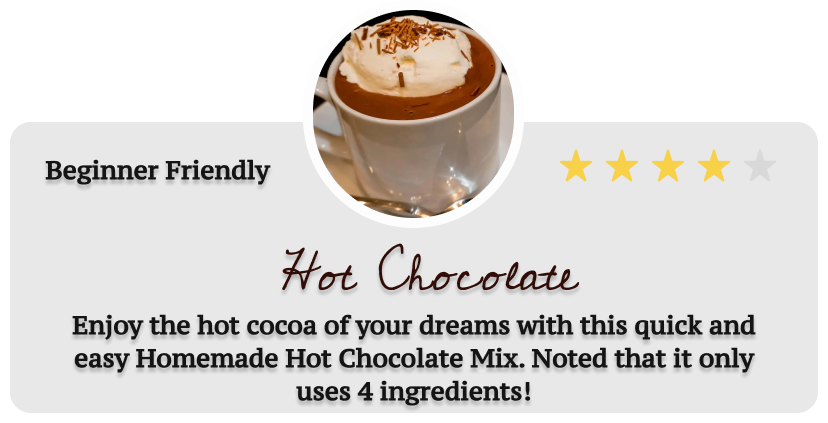 Beginner Friendly
Hot Chocolate
Enjoy the hot cocoa of your dreams with this quick and
easy Homemade Hot Chocolate Mix. Noted that it only
uses 4 ingredients!